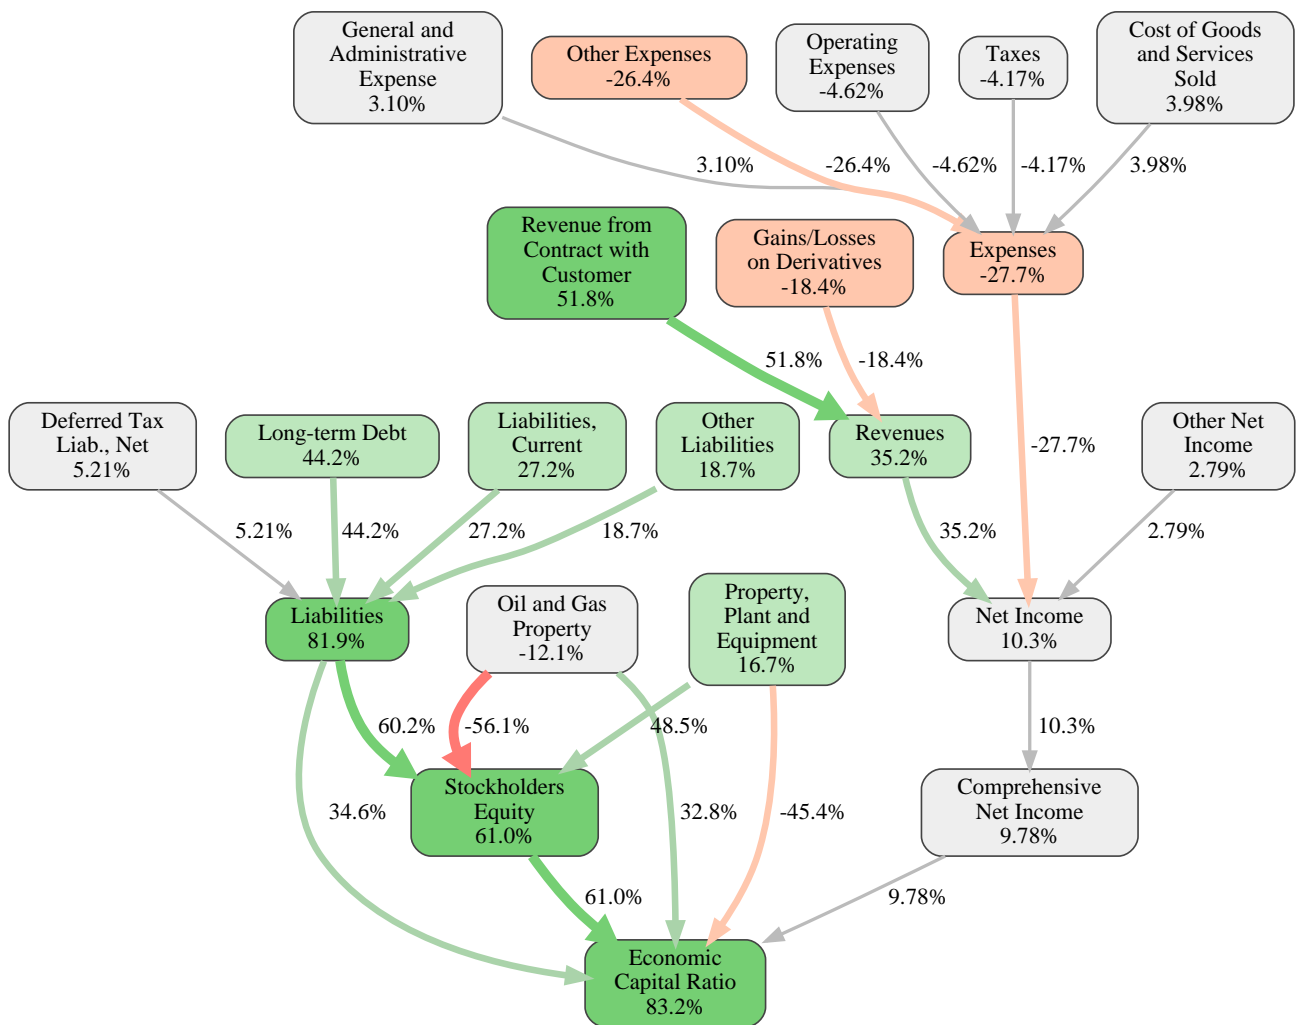 General and
Administrative
Expense
3.10%
Other Expenses
-26.4%
Operating
Expenses
-4.62%
Taxes
-4.17%
Cost of Goods
and Services
Sold
3.98%
3.10%
-26.4%
-4.62%
-4.17%
3.98%
Revenue from
Contract with
Customer
51.8%
Gains/Losses
on Derivatives
-18.4%
Expenses
-27.7%
51.8%
-18.4%
-27.7%
Deferred Tax
Liab., Net
5.21%
Long-term Debt
44.2%
Liabilities,
Current
27.2%
Other
Liabilities
18.7%
Revenues
35.2%
Other Net
Income
2.79%
5.21%
44.2%
27.2%
18.7%
35.2%
2.79%
Liabilities
81.9%
Oil and Gas
Property
-12.1%
Property,
Plant and
Equipment
16.7%
Net Income
10.3%
60.2%
-56.1%
48.5%
10.3%
Stockholders
Equity
61.0%
Comprehensive
Net Income
9.78%
34.6%
32.8%
-45.4%
61.0%
9.78%
Economic
Capital Ratio
83.2%